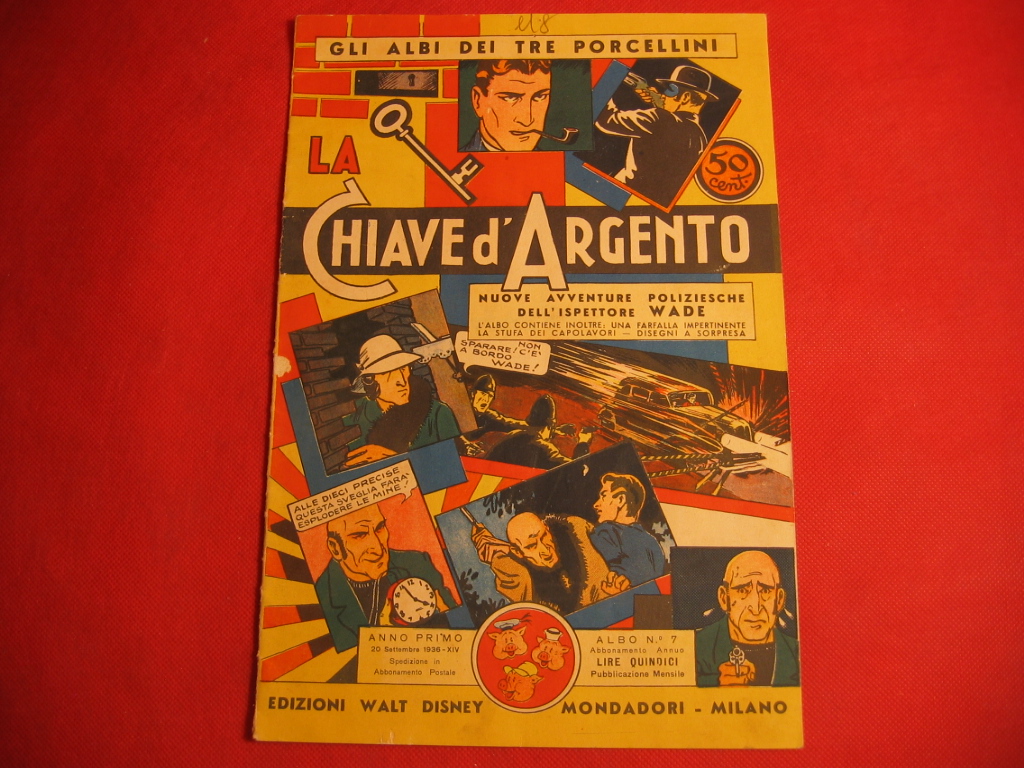 GLI ALBI DEI TRE PORCELLINI
LA
CHIAVE d'ARGENTO
50
cent.
NUOVE AVVENTURE POLIZIESCHE
DELL'ISPETTORE WADE
L'ALBO CONTIENE INOLTRE: UNA FARFALLA IMPERTINENTE
LA STUFA DEI CAPOLAVORI — DISEGNI A SORPRESA
NON
SPARARE! C'È
A BORDO
WADE!
ALLE DIECI PRECISE
QUESTA SVEGLIA FARÀ
ESPLODERE LE MINE!
ANNO PRIMO
20 Settembre 1936-XIV
Spedizione in
Abbonamento Postale
ALBO N.º 7
Abbonamento Annuo
LIRE QUINDICI
Pubblicazione Mensile
EDIZIONI WALT DISNEY MONDADORI - MILANO